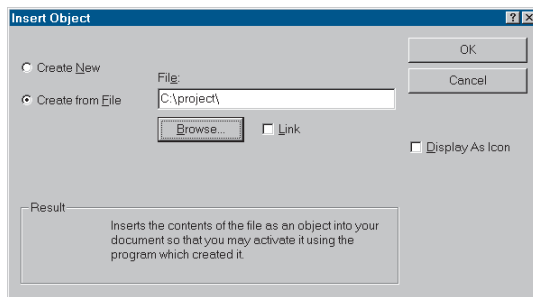 Insert Object
OK
Create New
File:
Cancel
Create from File
C:\project\
Browse...
Link
Display As Icon
Result
Inserts the contents of the file as an object into your
document so that you may activate it using the
program which created it.